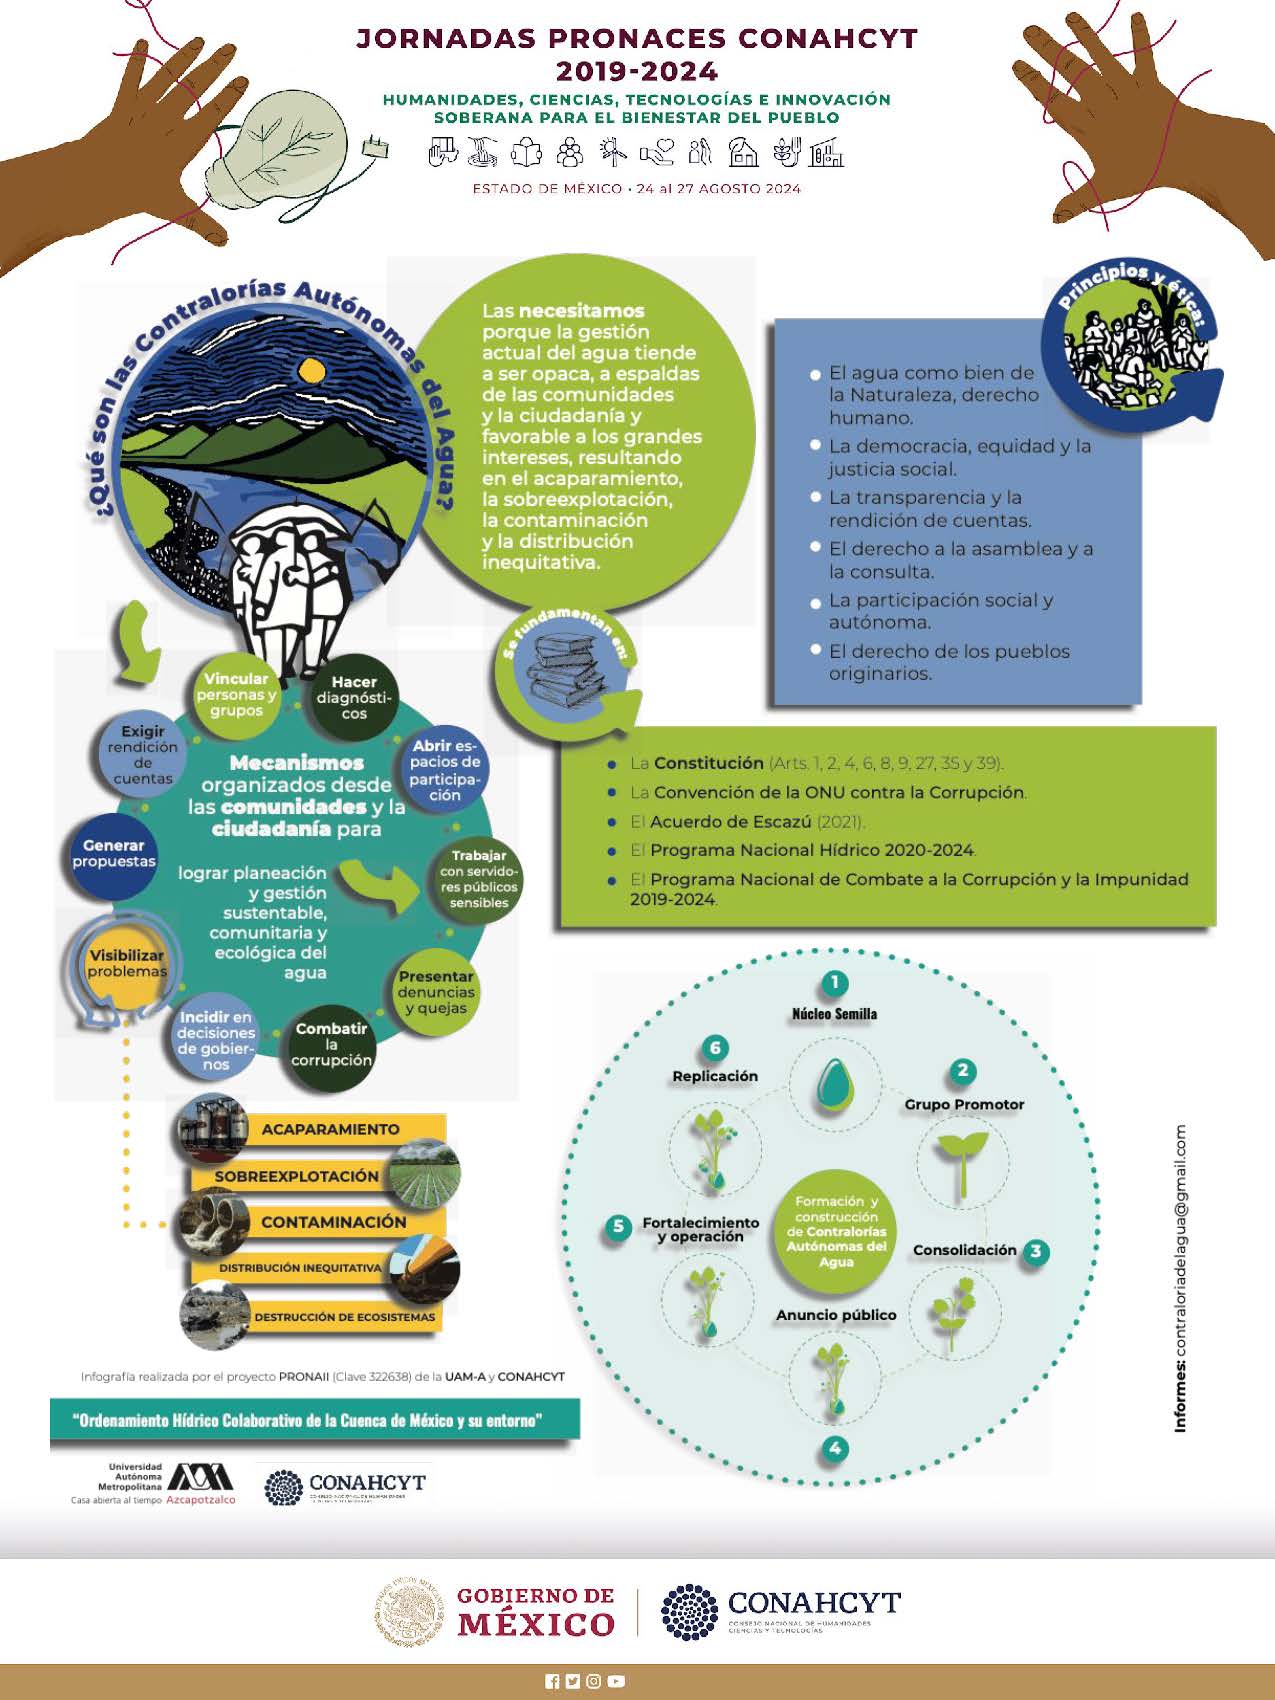 JORNADAS PRONACES CONAHCYT
2019-2024
HUMANIDADES, CIENCIAS, TECNOLOGÍAS E INNOVACIÓN
SOBERANA PARA EL BIENESTAR DEL PUEBLO
ESTADO DE MÉXICO • 24 al 27 AGOSTO 2024
¿Qué son las Contralorías Autónomas del Agua?
Las necesitamos
porque la gestión
actual del agua tiende
a ser opaca, a espaldas
de las comunidades
y la ciudadanía y
favorable a los grandes
intereses, resultando
en el acaparamiento,
la sobreexplotación,
la contaminación
y la distribución
inequitativa.
Principios y ética:
El agua como bien de
la Naturaleza, derecho
humano.
La democracia, equidad y la
justicia social.
La transparencia y la
rendición de cuentas.
El derecho a la asamblea y a
la consulta.
La participación social y
autónoma.
El derecho de los pueblos
originarios.
Se fundamentan en:
La Constitución (Arts. 1, 2, 4, 6, 8, 9, 27, 35 y 39).
La Convención de la ONU contra la Corrupción.
El Acuerdo de Escazú (2021).
El Programa Nacional Hídrico 2020-2024.
El Programa Nacional de Combate a la Corrupción y la Impunidad
2019-2024.
Mecanismos
organizados desde
las comunidades y la
ciudadanía para
lograr planeación
y gestión
sustentable,
comunitaria y
ecológica del
agua
Vincular
personas y
grupos
Hacer
diagnósti-
cos
Abrir es-
pacios de
participa-
ción
Trabajar
con servido-
res públicos
sensibles
Presentar
denuncias
y quejas
Combatir
la
corrupción
Incidir en
decisiones
de gobier-
nos
Visibilizar
problemas
Generar
propuestas
Exigir
rendición
de
cuentas
ACAPARAMIENTO
SOBREEXPLOTACIÓN
CONTAMINACIÓN
DISTRIBUCIÓN INEQUITATIVA
DESTRUCCIÓN DE ECOSISTEMAS
Formación y
construcción
de Contralorías
Autónomas del
Agua
1
Núcleo Semilla
2
Grupo Promotor
Consolidación 3
Anuncio público
4
5 Fortalecimiento
y operación
6
Replicación
Informes: contraloriadelagua@gmail.com
Infografía realizada por el proyecto PRONAII (Clave 322638) de la UAM-A y CONAHCYT
“Ordenamiento Hídrico Colaborativo de la Cuenca de México y su entorno”
Universidad
Autónoma
Metropolitana
Casa abierta al tiempo Azcapotzalco
CONAHCYT
GOBIERNO DE
MÉXICO
CONAHCYT
CONSEJO NACIONAL DE HUMANIDADES
CIENCIAS Y TECNOLOGÍAS